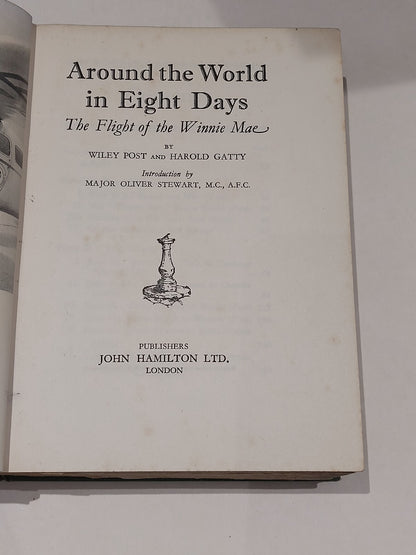 Around the World
in Eight Days
The Flight of the Winnie Mae
BY
WILEY POST AND HAROLD GATTY
Introduction by
MAJOR OLIVER STEWART, M.C., A.F.C.
PUBLISHERS
JOHN HAMILTON LTD.
LONDON